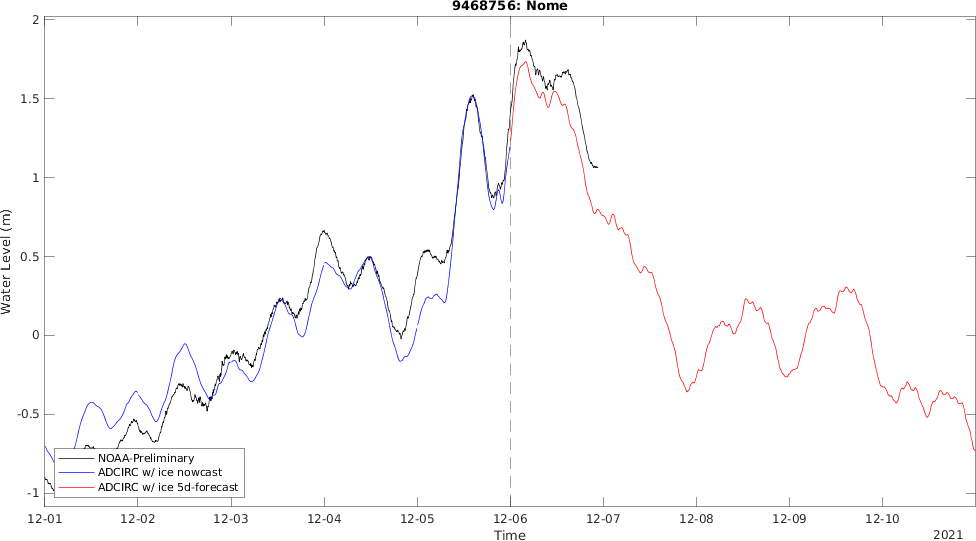 9468756: Nome
2
1.5
1
0.5
0
-0.5
-1
Water Level (m)
NOAA-Preliminary
ADCIRC w/ ice nowcast
ADCIRC w/ ice 5d-forecast
12-01 12-02 12-03 12-04 12-05 12-06 12-07 12-08 12-09 12-10
Time
2021